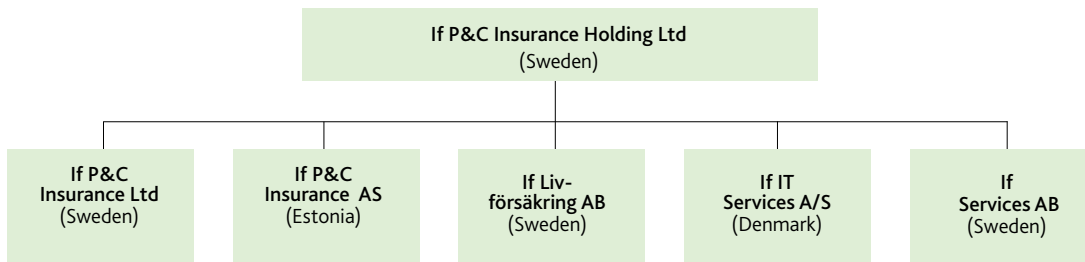 If P&C Insurance Holding Ltd
(Sweden)
If P&C
Insurance Ltd
(Sweden)
If P&C
Insurance AS
(Estonia)
If Liv-
försäkring AB
(Sweden)
If IT
Services A/S
(Denmark)
If
Services AB
(Sweden)